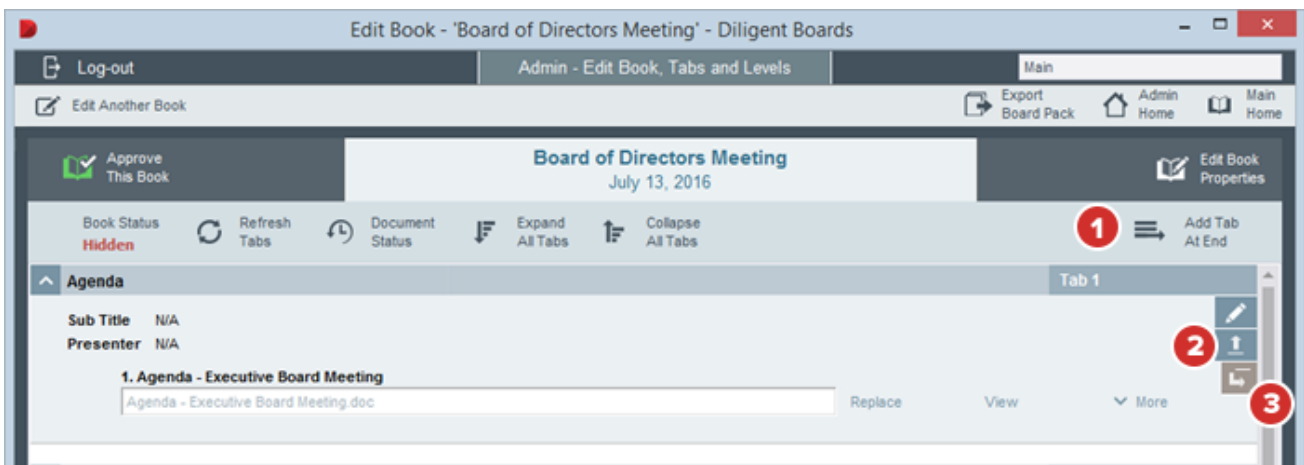 Edit Book - 'Board of Directors Meeting' - Diligent Boards
Log-out
Admin - Edit Book, Tabs and Levels
Main
Edit Another Book
Export
Board Pack
Admin
Home
Main
Home
Approve
This Book
Board of Directors Meeting
July 13, 2016
Edit Book
Properties
Book Status
Hidden
Refresh
Tabs
Document
Status
Expand
All Tabs
Collapse
All Tabs
1
Add Tab
At End
Agenda
Tab 1
Sub Title N/A
Presenter N/A
2
1. Agenda - Executive Board Meeting
Agenda - Executive Board Meeting.doc
Replace
View
More
3